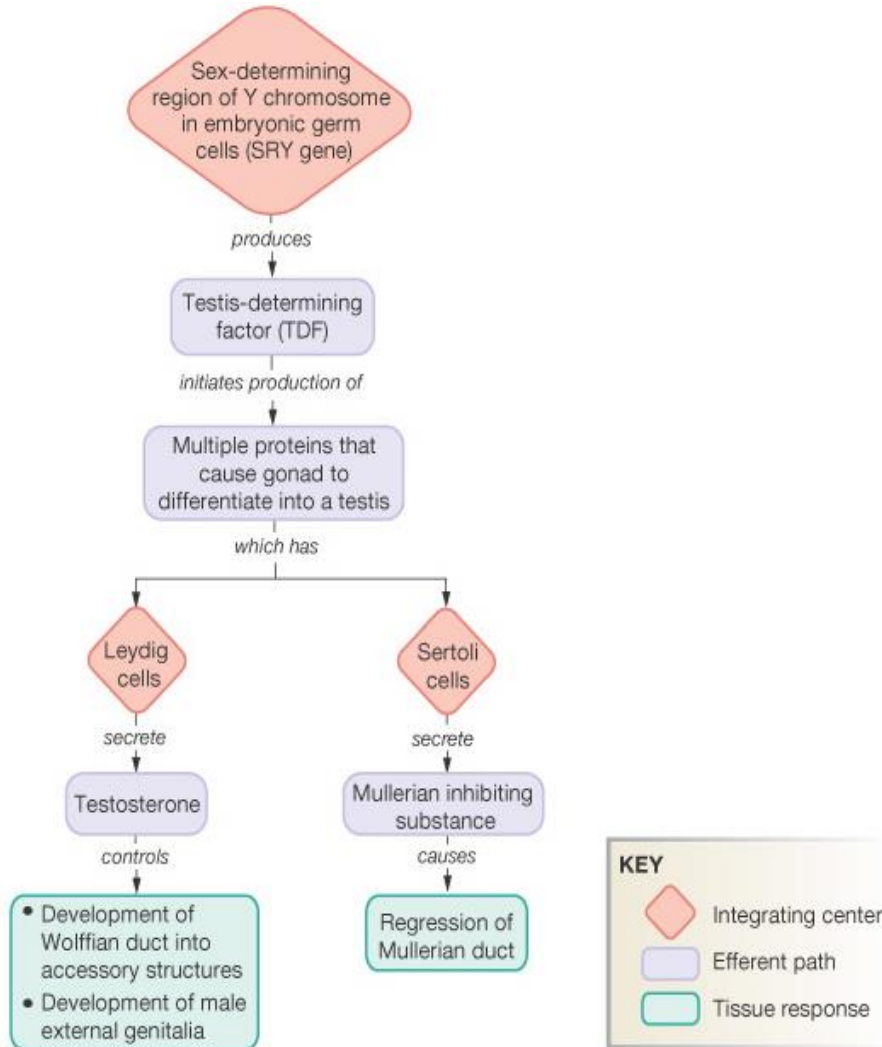 Sex-determining
region of Y chromosome
in embryonic germ
cells (SRY gene)
produces
Testis-determining
factor (TDF)
initiates production of
Multiple proteins that
cause gonad to
differentiate into a testis
which has
Leydig
cells
secrete
Testosterone
controls
• Development of
Wolffian duct into
accessory structures
• Development of male
external genitalia
Sertoli
cells
secrete
Mullerian inhibiting
substance
causes
Regression of
Mullerian duct
KEY
Integrating center
Efferent path
Tissue response